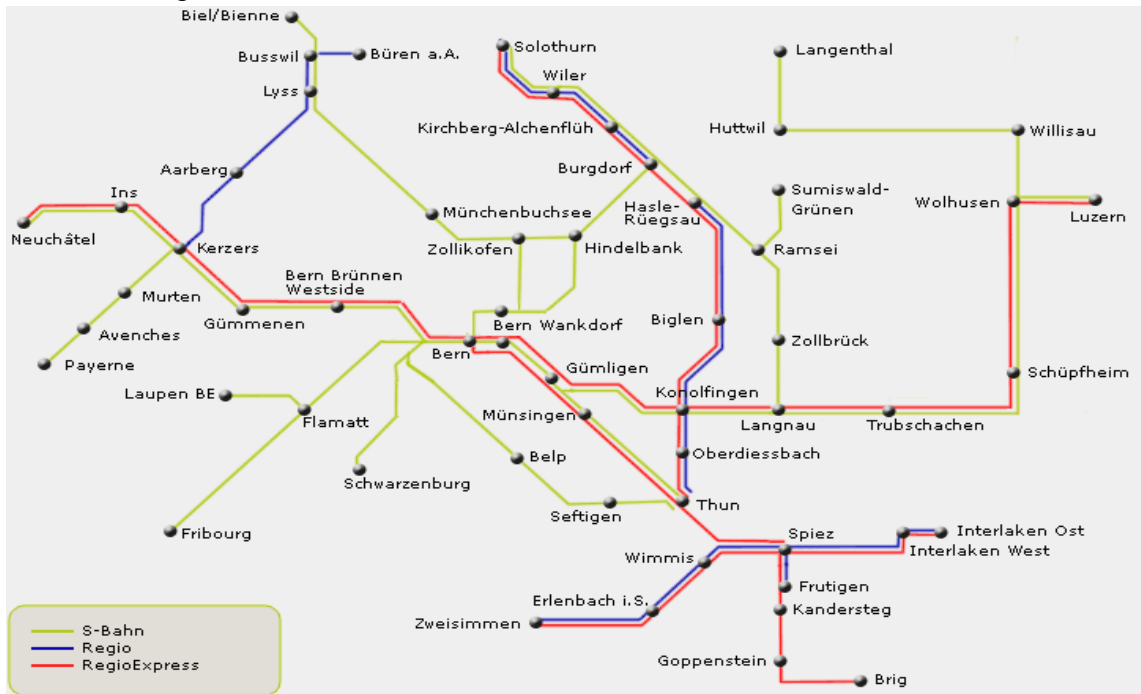 Biel/Bienne
Busswil
Büren a.A.
Lyss
Solothurn
Wiler
Langenthal
Kirchberg-Alchenflüh
Huttwil
Willisau
Aarberg
Burgdorf
Ins
Hasle-
Rüegsau
Sumiswald-
Grünen
Wolhusen
Luzern
Neuchâtel
Münchenbuchsee
Kerzers
Zollikofen
Hindelbank
Ramsei
Murten
Bern Brünnen
Westside
Gümmenen
Bern Wankdorf
Biglen
Avenches
Zollbrück
Payerne
Bern
Gümligen
Schüpfheim
Laupen BE
Konolfingen
Flamatt
Münsingen
Langnau
Trubschachen
Oberdiessbach
Belp
Schwarzenburg
Thun
Seftigen
Fribourg
Spiez
Interlaken Ost
Interlaken West
Wimmis
Frutigen
Erlenbach i.S.
Kandersteg
Zweisimmen
S-Bahn
Regio
RegioExpress
Goppenstein
Brig